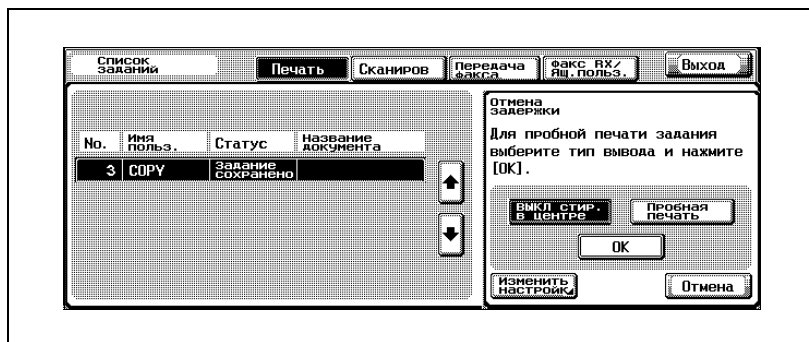 Список
заданий
Печать
Сканиров
Передача
факса
Факс RX/
Ящ.польз.
Выход
No.
Имя
польз.
Статус
Название
документа
3 COPY
Задание
сохранено
Отмена
задержки
Для пробной печати задания
выберите тип вывода и нажмите
[OK].
ВЫКЛ стир.
в центре
Пробная
печать
OK
Изменить
настройк
Отмена